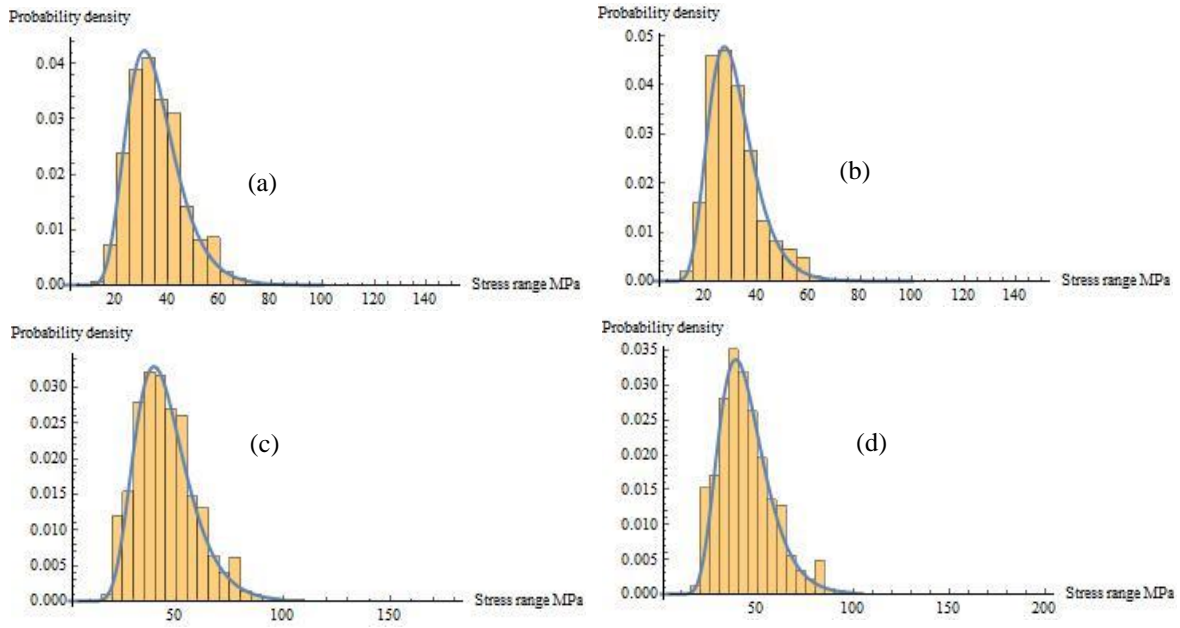 Probability density
0.04
0.03
0.02
0.01
0.00
20 40 60 80 100 120 140
Stress range MPa
(a)
Probability density
0.05
0.04
0.03
0.02
0.01
0.00
20 40 60 80 100 120 140
Stress range MPa
(b)
Probability density
0.030
0.025
0.020
0.015
0.010
0.005
0.000
50 100 150
Stress range MPa
(c)
Probability density
0.035
0.030
0.025
0.020
0.015
0.010
0.005
0.000
50 100 150 200
Stress range MPa
(d)